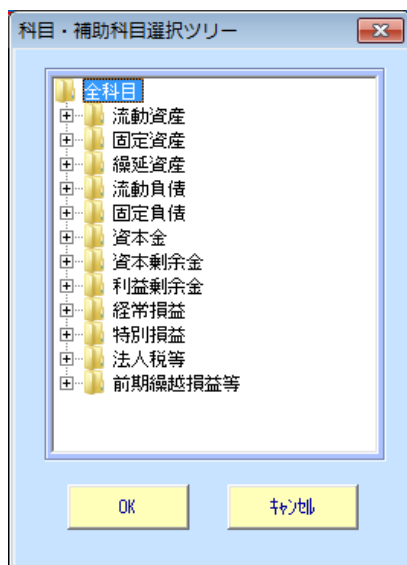 科目・補助科目選択ツリー
全科目
流動資産
固定資産
繰延資産
流動負債
固定負債
資本金
資本剰余金
利益剰余金
経常損益
特別損益
法人税等
前期繰越損益等
OK ｷｬﾝｾﾙ